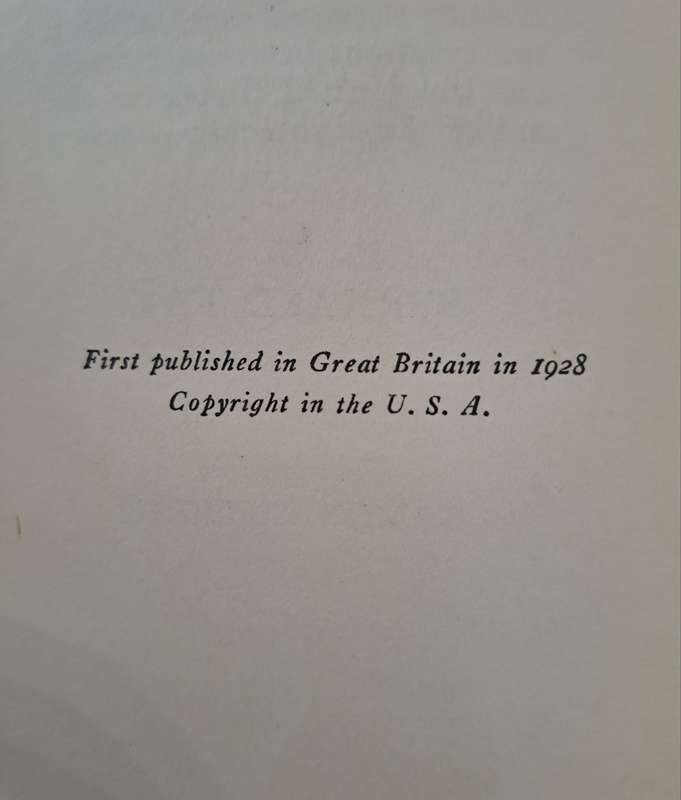 First published in Great Britain in 1928
Copyright in the U. S. A.